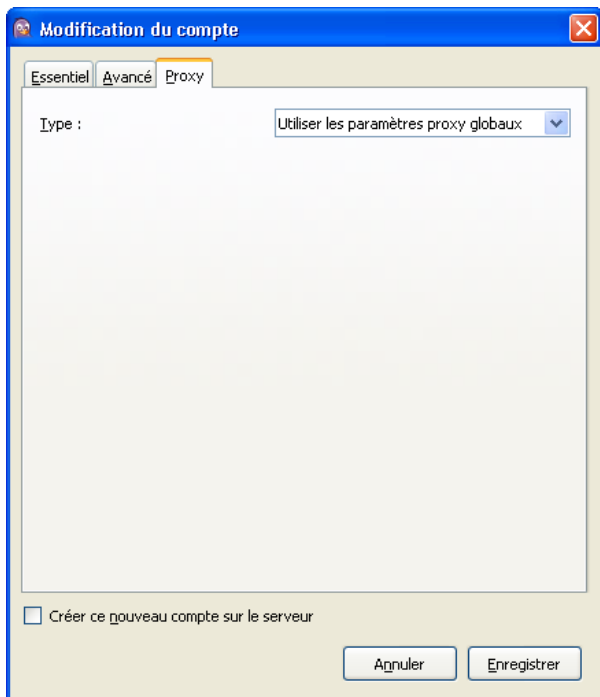 Modification du compte
Essentiel Avancé Proxy
Type : Utiliser les paramètres proxy globaux
Créer ce nouveau compte sur le serveur
Annuler Enregistrer